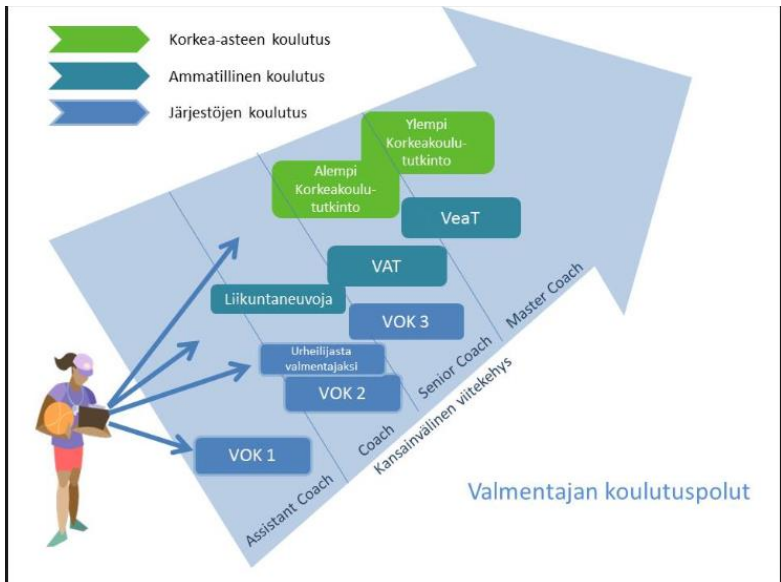 Korkea-asteen koulutus
Ammatillinen koulutus
Järjestöjen koulutus
Ylempi
Korkeakoulu-
tutkinto
Alempi
Korkeakoulu-
tutkinto
VeaT
VAT
Liikuntaneuvoja
VOK 3
Urheilijasta
valmentajaksi
VOK 2
VOK 1
Assistant Coach
Coach
Senior Coach
Master Coach
Kansainvälinen viitekehys
Valmentajan koulutuspolut